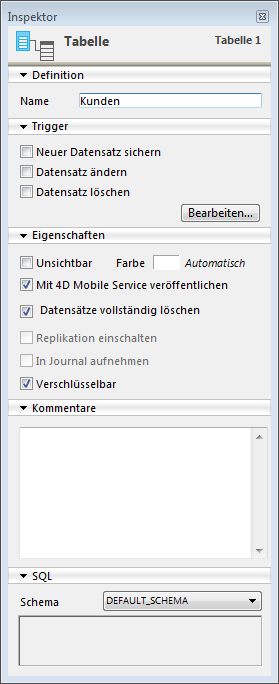 Inspektor
Tabelle
Tabelle 1
Definition
Name Kunden
Trigger
Neuer Datensatz sichern
Datensatz ändern
Datensatz löschen
Bearbeiten...
Eigenschaften
Unsichtbar Farbe Automatisch
Mit 4D Mobile Service veröffentlichen
Datensätze vollständig löschen
Replikation einschalten
In Journal aufnehmen
Verschlüsselbar
Kommentare
SQL
Schema DEFAULT_SCHEMA